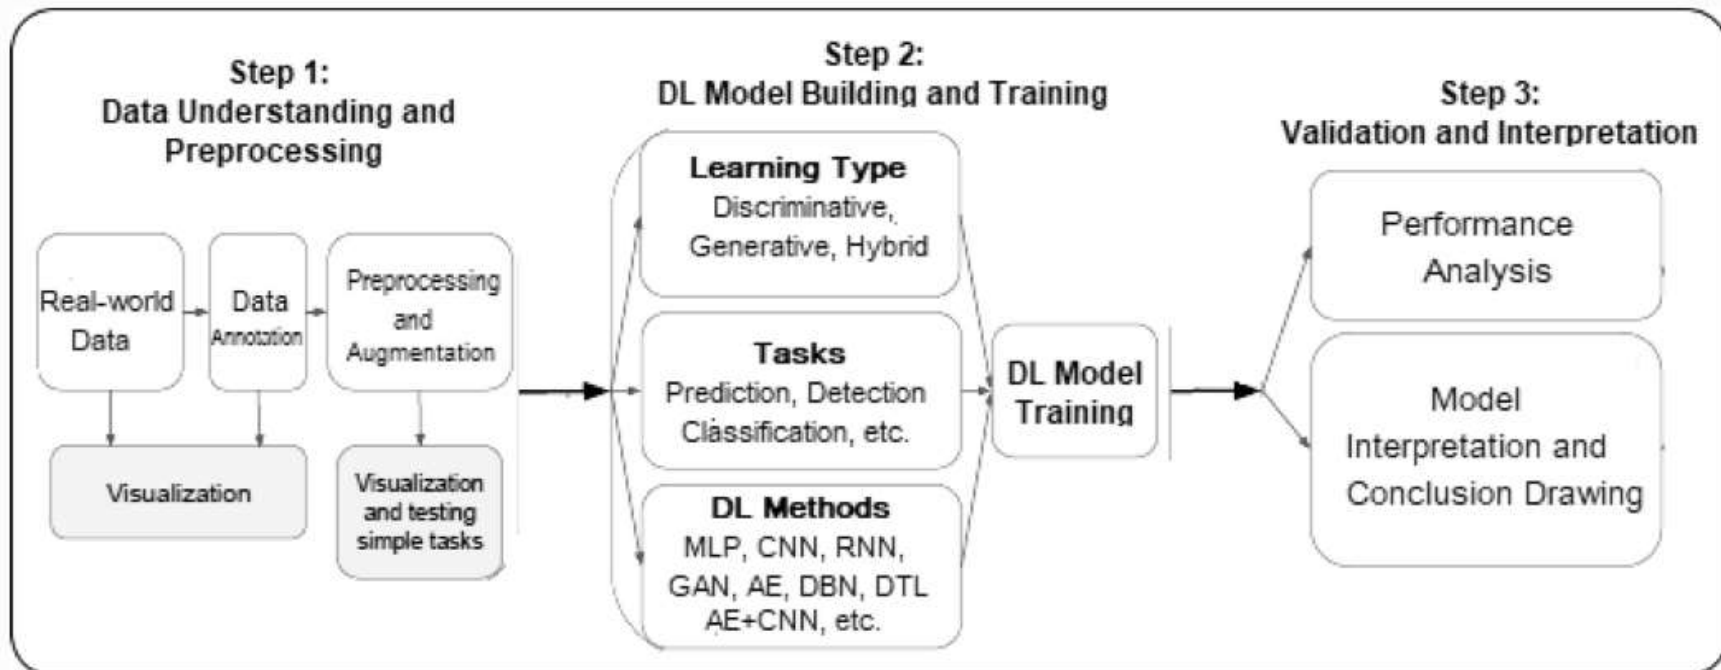 Step 1:
Data Understanding and
Preprocessing
Real-world
Data
Data
Annotation
Preprocessing
and
Augmentation
Visualization
Visualization
and testing
simple tasks
Step 2:
DL Model Building and Training
Learning Type
Discriminative,
Generative, Hybrid
Tasks
Prediction, Detection
Classification, etc.
DL Methods
MLP, CNN, RNN,
GAN, AE, DBN, DTL
AE+CNN, etc.
DL Model
Training
Step 3:
Validation and Interpretation
Performance
Analysis
Model
Interpretation and
Conclusion Drawing